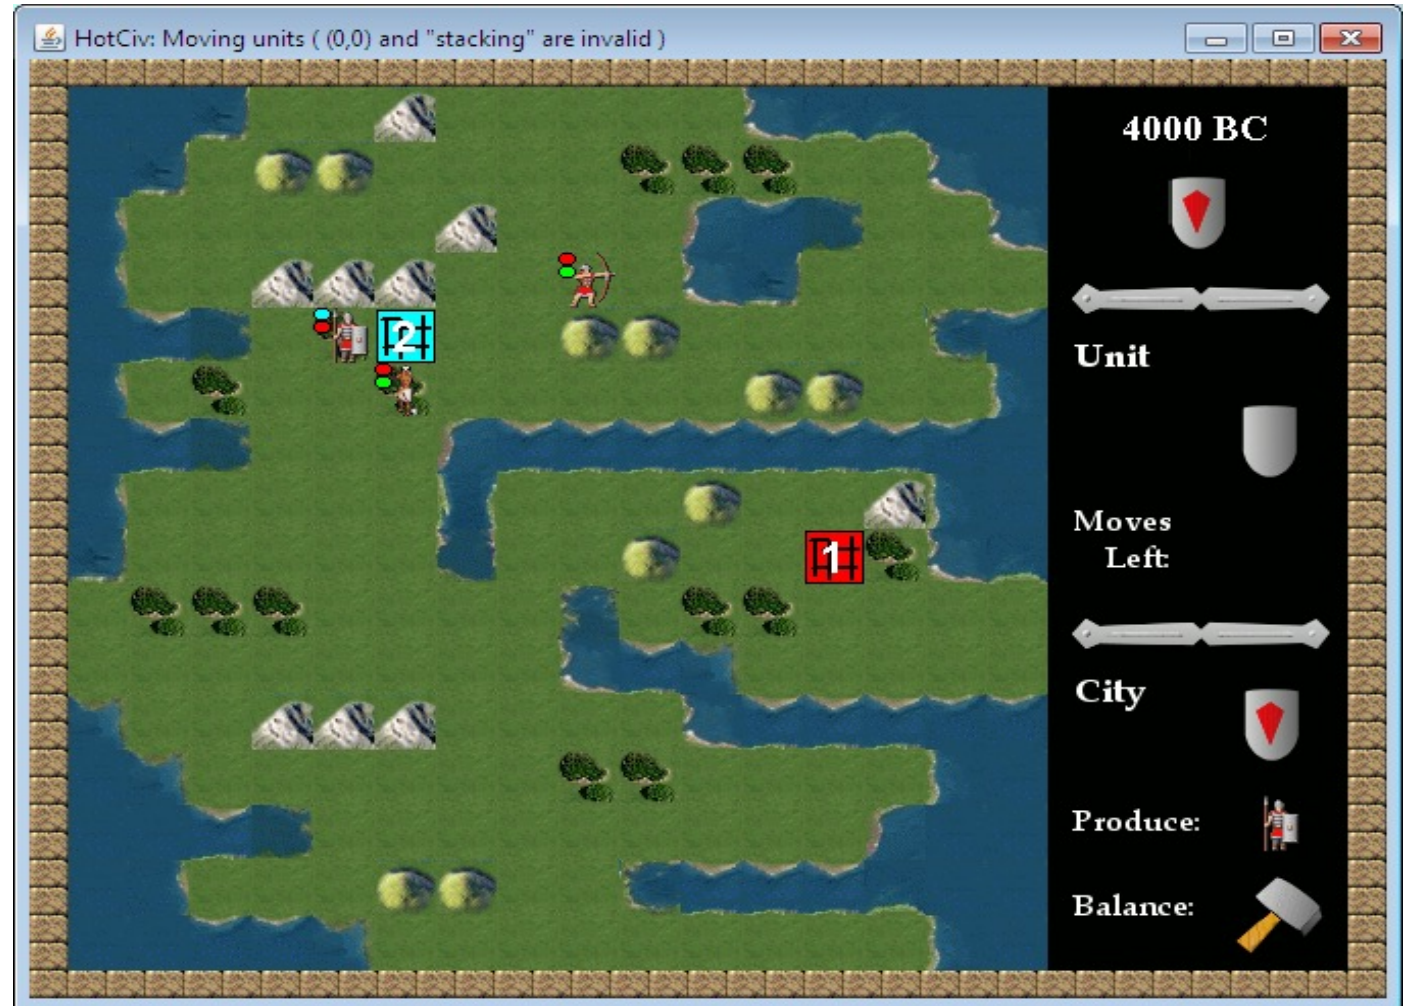 HotCiv: Moving units ( (0,0) and "stacking" are invalid )
4000 BC
Unit
2
Moves
Left:
1
City
Produce:
Balance: